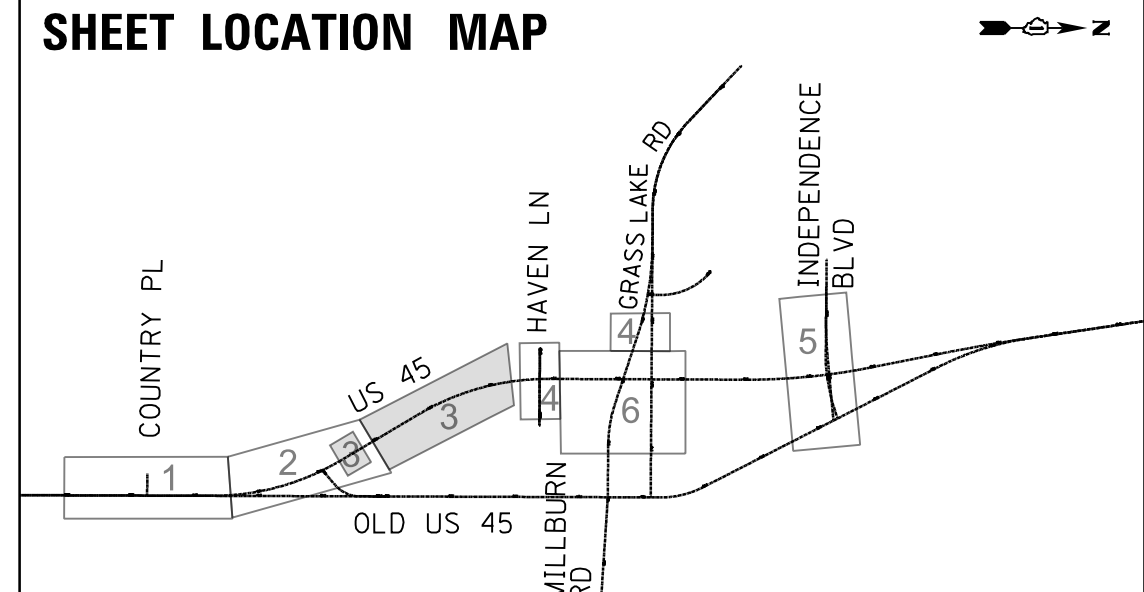 SHEET LOCATION MAP
N
COUNTRY PL
US 45
HAVEN LN
GRASS LAKE RD
INDEPENDENCE
BLVD
1
2
3
3
4
4
5
6
OLD US 45
MILLBURN
RD